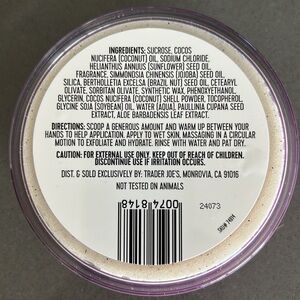 INGREDIENTS: SUCROSE, COCOS
NUCIFERA (COCONUT) OIL, SODIUM CHLORIDE,
HELIANTHUS ANNUUS (SUNFLOWER) SEED OIL,
FRAGRANCE, SIMMONDSIA CHINENSIS (JOJOBA) SEED OIL,
SILICA, BERTHOLLETIA EXCELSA (BRAZIL NUT) SEED OIL, CETEARYL
OLIVATE, SORBITAN OLIVATE, SYNTHETIC WAX, PHENOXYETHANOL,
GLYCERIN, COCOS NUCIFERA (COCONUT) SHELL POWDER, TOCOPHEROL,
GLYCINE SOJA (SOYBEAN) OIL, WATER (AQUA), PAULLINIA CUPANA SEED
EXTRACT, ALOE BARBADENSIS LEAF EXTRACT.
DIRECTIONS: SCOOP A GENEROUS AMOUNT AND WARM UP BETWEEN YOUR
HANDS TO HELP APPLICATION. APPLY TO WET SKIN, MASSAGING IN A CIRCULAR
MOTION TO EXFOLIATE AND HYDRATE. RINSE WITH WATER AND PAT DRY.
CAUTION: FOR EXTERNAL USE ONLY. KEEP OUT OF REACH OF CHILDREN.
DISCONTINUE USE IF IRRITATION OCCURS.
DIST. & SOLD EXCLUSIVELY BY: TRADER JOE'S, MONROVIA, CA 91016
NOT TESTED ON ANIMALS
0074 8148
24073
SKU# 74814